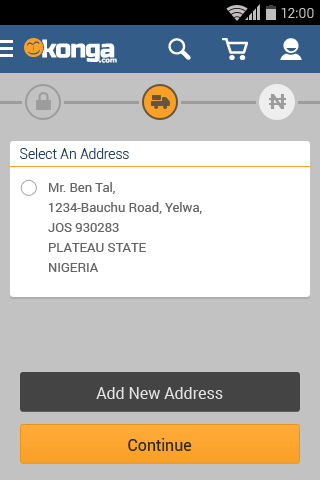 12:00
konga
.com
Select An Address
Mr. Ben Tal,
1234-Bauchu Road, Yelwa,
JOS 930283
PLATEAU STATE
NIGERIA
Add New Address
Continue